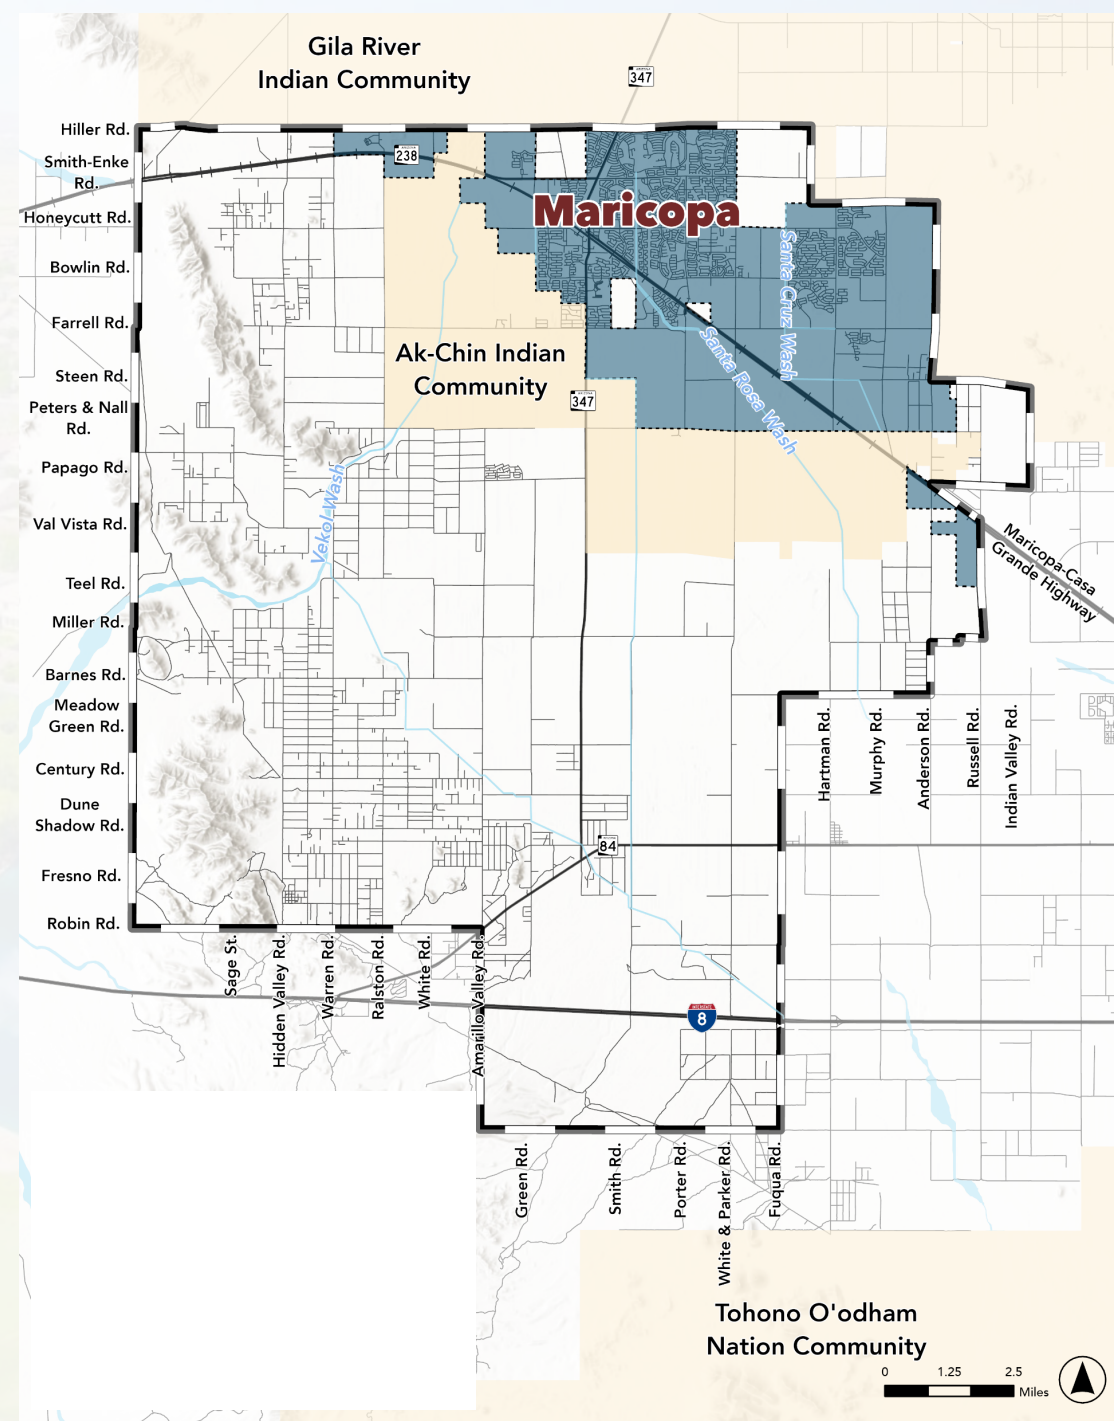 Gila River
Indian Community
347
Hiller Rd.
Smith-Enke
Rd.
238
Honeycutt Rd.
Maricopa
Santa Cruz Wash
Bowlin Rd.
Farrell Rd.
Ak-Chin Indian
Community
Santa Rosa Wash
Steen Rd.
347
Peters & Nall
Rd.
Papago Rd.
Vekol Wash
Val Vista Rd.
Maricopa-Casa
Grande Highway
Teel Rd.
Miller Rd.
Barnes Rd.
Meadow
Green Rd.
Hartman Rd.
Murphy Rd.
Anderson Rd.
Russell Rd.
Indian Valley Rd.
Century Rd.
Dune
Shadow Rd.
84
Fresno Rd.
Robin Rd.
Sage St.
Hidden Valley Rd.
Warren Rd.
Ralston Rd.
White Rd.
Amarillo Valley Rd.
INTERSTATE
8
Green Rd.
Smith Rd.
Porter Rd.
White & Parker Rd.
Fuqua Rd.
Tohono O'odham
Nation Community
0 1.25 2.5
Miles